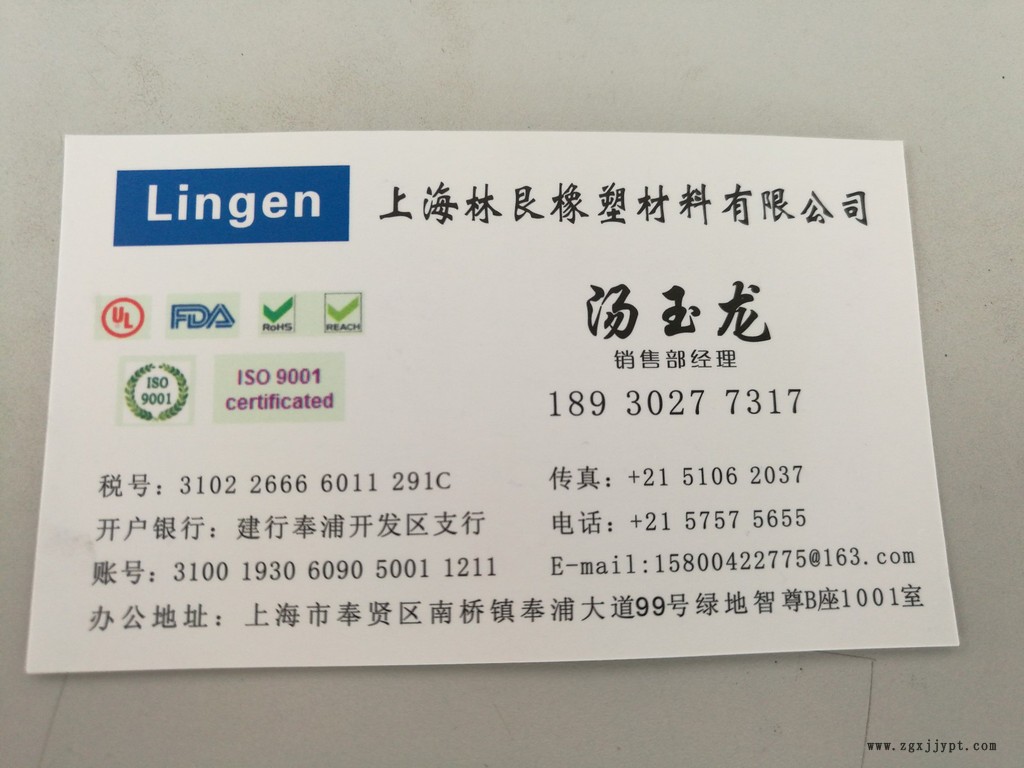 Lingen
上海林艮橡塑材料有限公司
UL
FDA
RoHS
REACH
ISO 9001
ISO 9001 certificated
汤玉龙
销售部经理
189 3027 7317
税号：3102 2666 6011 291C
开户银行：建行奉浦开发区支行
账号：3100 1930 6090 5001 1211
传真：+21 5106 2037
电话：+21 5757 5655
E-mail:15800422775@163.com
办公地址：上海市奉贤区南桥镇奉浦大道99号绿地智尊B座1001室
www.zgxjjypt.com